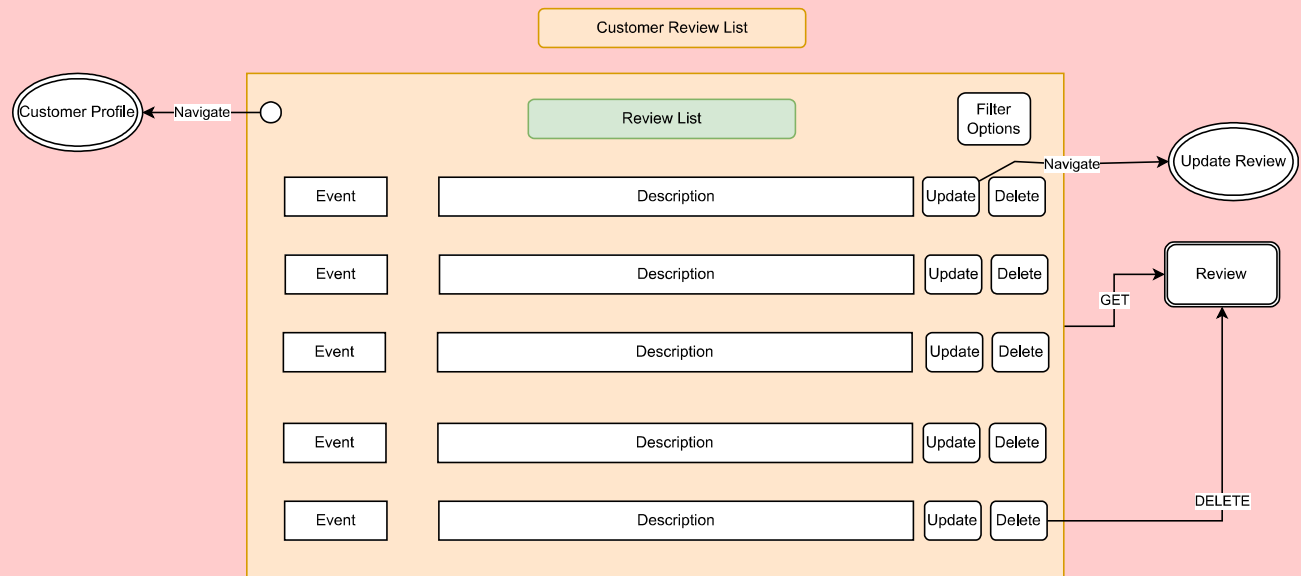 Customer Review List
Customer Profile
Navigate
Review List
Filter
Options
Navigate
Update Review
Event
Description
Update
Delete
Event
Description
Update
Delete
Review
GET
Event
Description
Update
Delete
Event
Description
Update
Delete
DELETE
Event
Description
Update
Delete